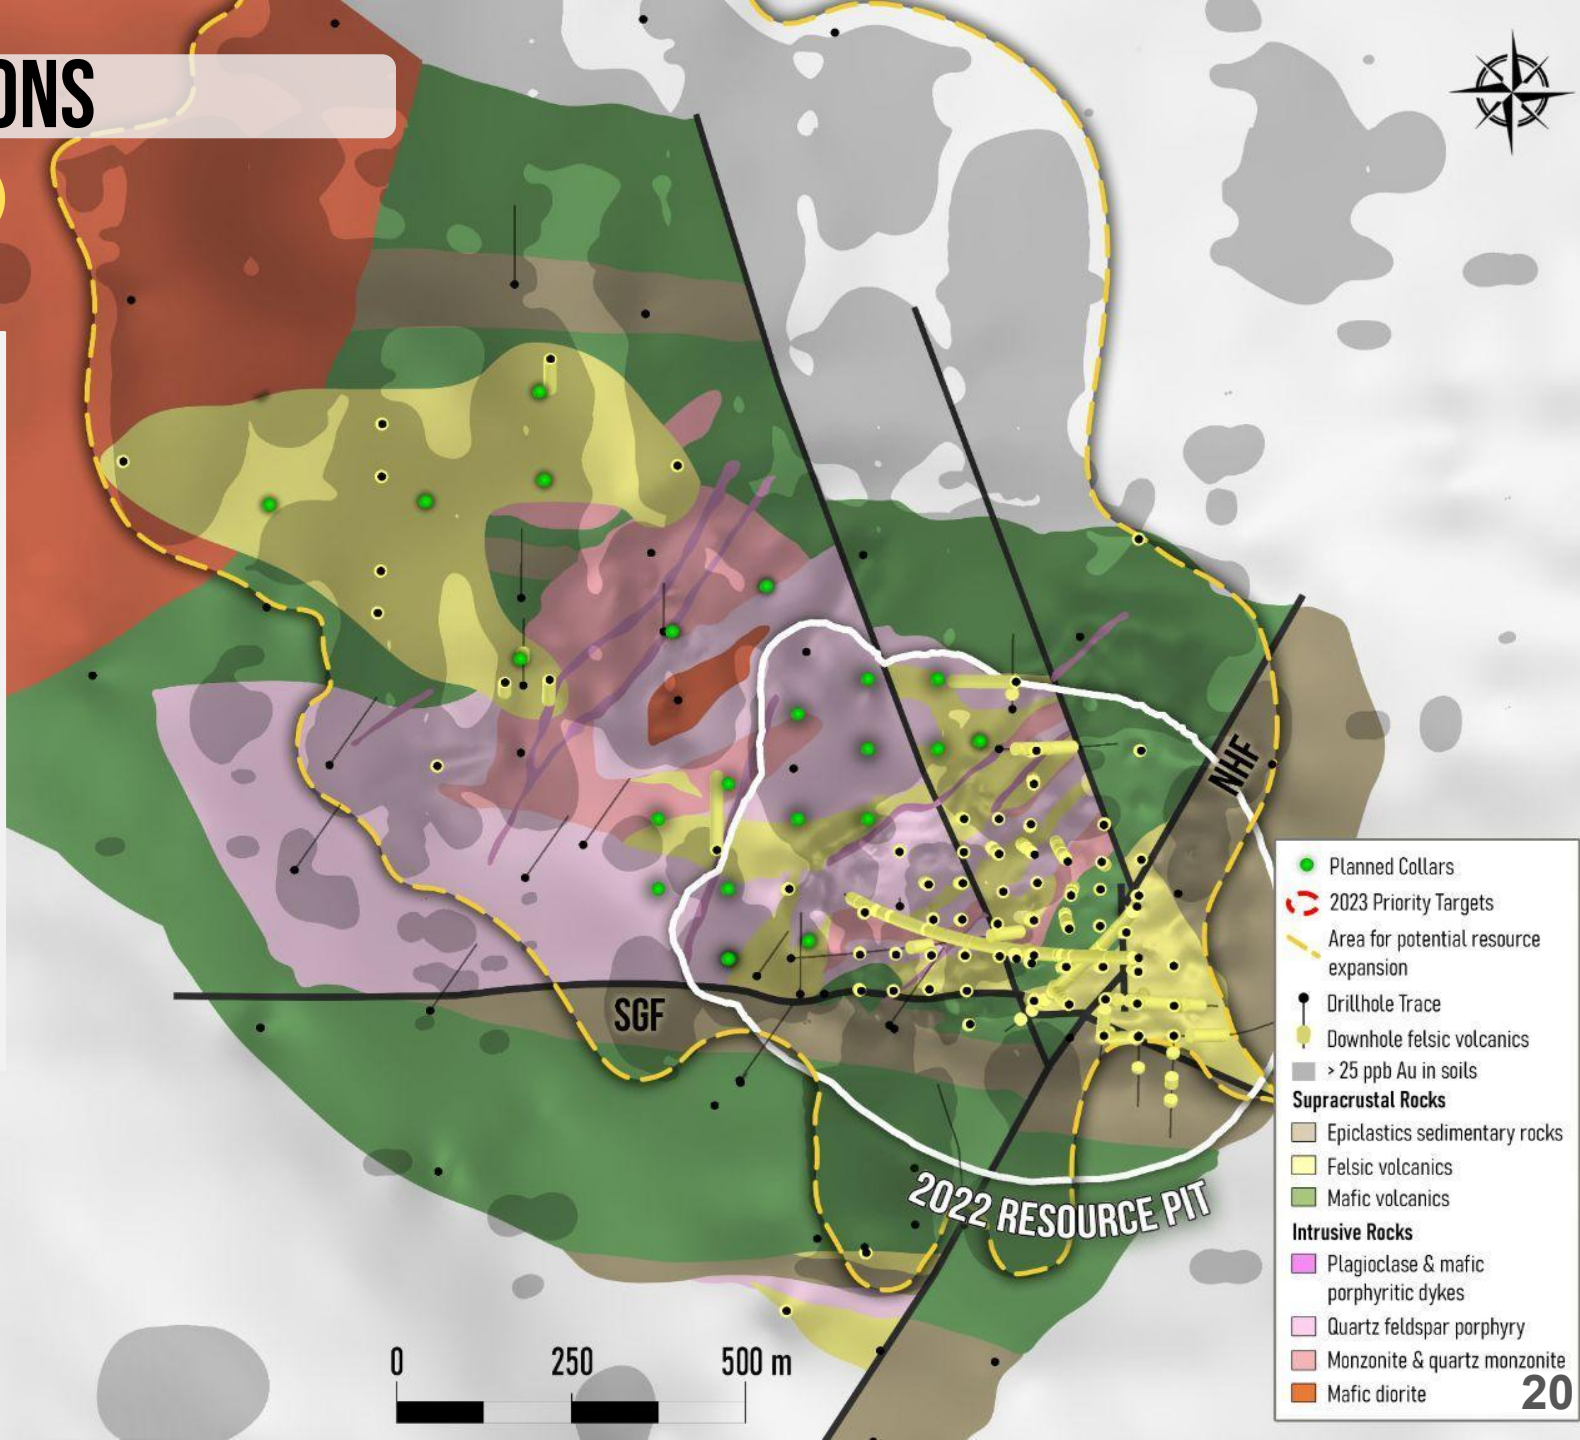 ONS
NHF
SGF
2022 RESOURCE PIT
0 250 500 m
Planned Collars
2023 Priority Targets
Area for potential resource
expansion
Drillhole Trace
Downhole felsic volcanics
> 25 ppb Au in soils
Supracrustal Rocks
Epiclastics sedimentary rocks
Felsic volcanics
Mafic volcanics
Intrusive Rocks
Plagioclase & mafic
porphyritic dykes
Quartz feldspar porphyry
Monzonite & quartz monzonite
Mafic diorite
20